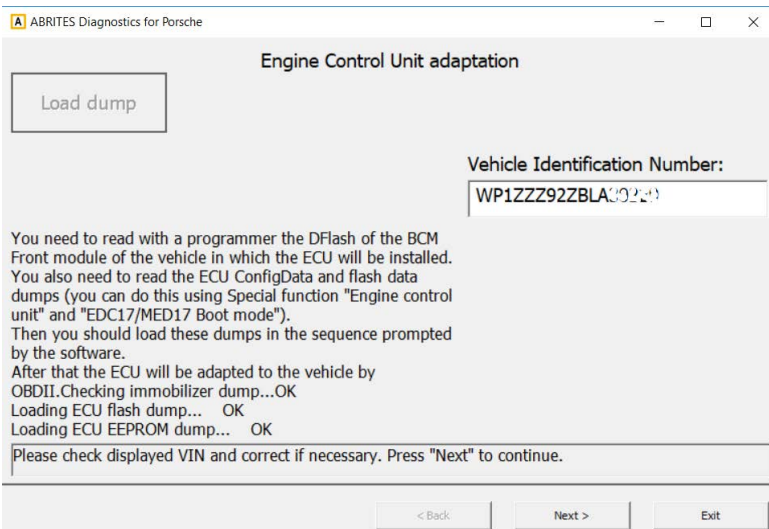 A ABRITES Diagnostics for Porsche
Engine Control Unit adaptation
Load dump
Vehicle Identification Number:
You need to read with a programmer the DFlash of the BCM
Front module of the vehicle in which the ECU will be installed.
You also need to read the ECU ConfigData and flash data
dumps (you can do this using Special function "Engine control
unit" and "EDC17/MED17 Boot mode").
Then you should load these dumps in the sequence prompted
by the software.
After that the ECU will be adapted to the vehicle by
OBDII.Checking immobilizer dump...OK
Loading ECU flash dump... OK
Loading ECU EEPROM dump... OK
Please check displayed VIN and correct if necessary. Press "Next" to continue.
< Back
Next >
Exit